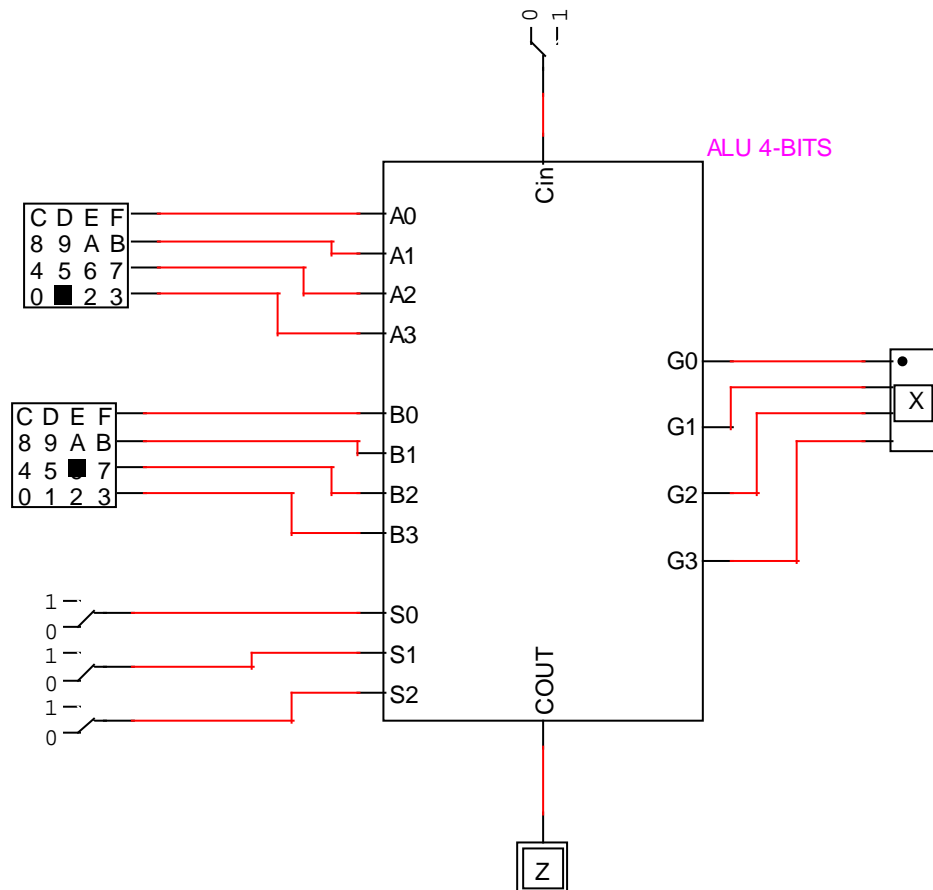 0 1
ALU 4-BITS
Cin
C D E F
8 9 A B
4 5 6 7
0 2 3
A0
A1
A2
A3
G0
G1
G2
G3
X
C D E F
8 9 A B
4 5 7
0 1 2 3
B0
B1
B2
B3
1
0
S0
1
0
S1
1
0
S2
COUT
Z